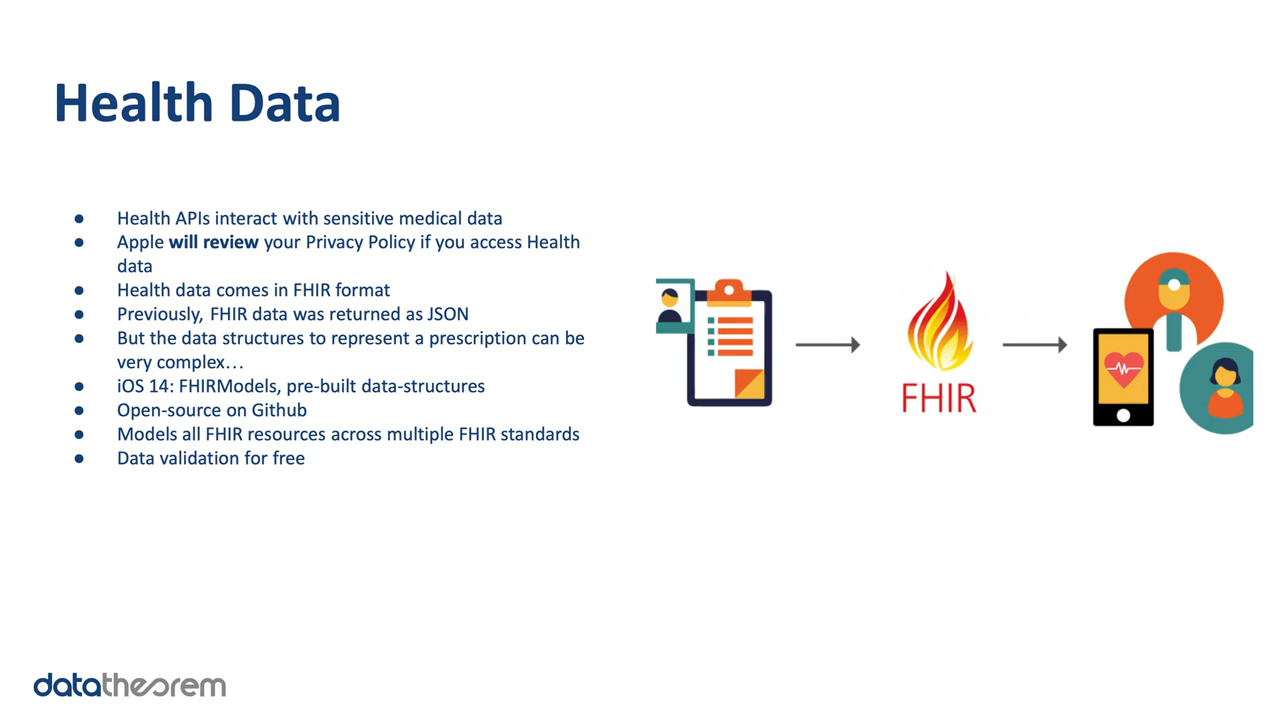 Health Data
● Health APIs interact with sensitive medical data
● Apple will review your Privacy Policy if you access Health
data
● Health data comes in FHIR format
● Previously, FHIR data was returned as JSON
● But the data structures to represent a prescription can be
very complex…
● iOS 14: FHIRModels, pre-built data-structures
● Open-source on Github
● Models all FHIR resources across multiple FHIR standards
● Data validation for free
FHIR
datatheorem